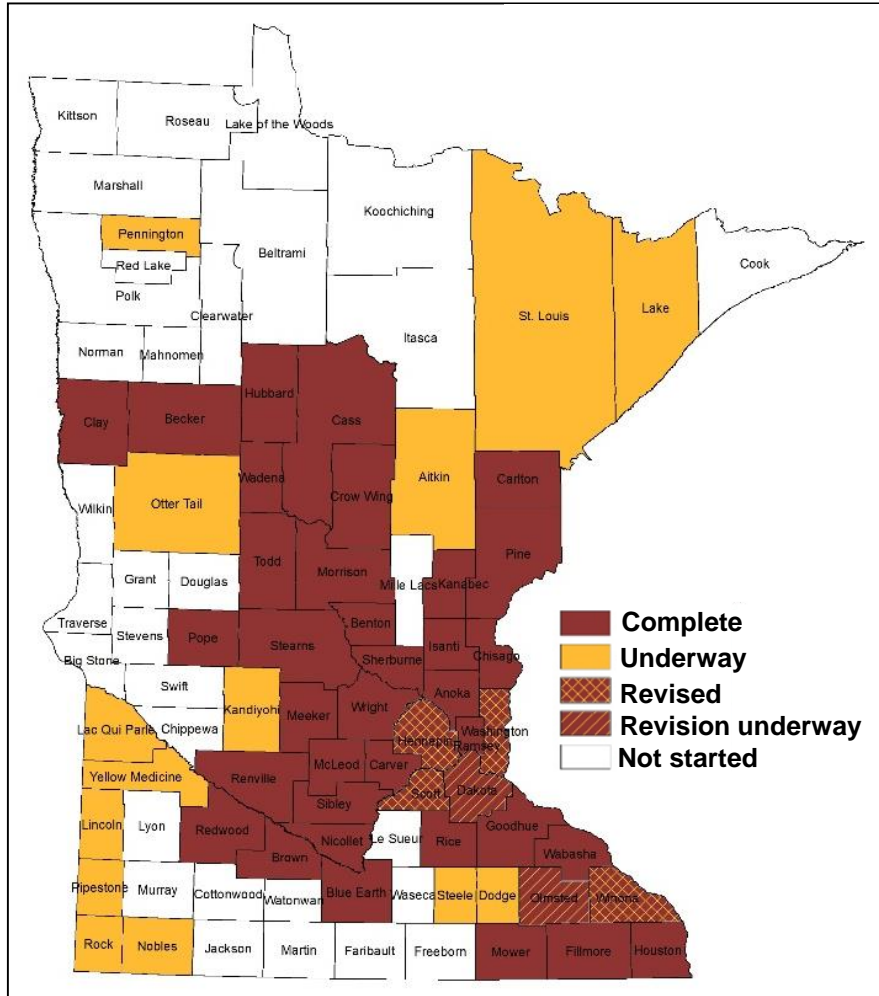 Kittson
Roseau
Lake of the Woods
Marshall
Koochiching
Pennington
Beltrami
Red Lake
Cook
Polk
Clearwater
St. Louis
Lake
Itasca
Norman
Mahnomen
Hubbard
Clay
Becker
Cass
Wadena
Crow Wing
Aitkin
Carlton
Otter Tail
Wilkin
Pine
Todd
Morrison
Grant
Douglas
Mille Lacs
Kanabec
Traverse
Stevens
Benton
Pope
Stearns
Isanti
Big Stone
Sherburne
Chisago
Swift
Anoka
Kandiyohi
Meeker
Wright
Lac Qui Parle
Chippewa
Washington
Hennepin
Ramsey
McLeod
Carver
Yellow Medicine
Renville
Scott
Dakota
Sibley
Lincoln
Lyon
Redwood
Nicollet
Le Sueur
Rice
Goodhue
Brown
Wabasha
Pipestone
Murray
Cottonwood
Watonwan
Blue Earth
Waseca
Steele
Dodge
Olmsted
Winona
Rock
Nobles
Jackson
Martin
Faribault
Freeborn
Mower
Fillmore
Houston
Complete
Underway
Revised
Revision underway
Not started